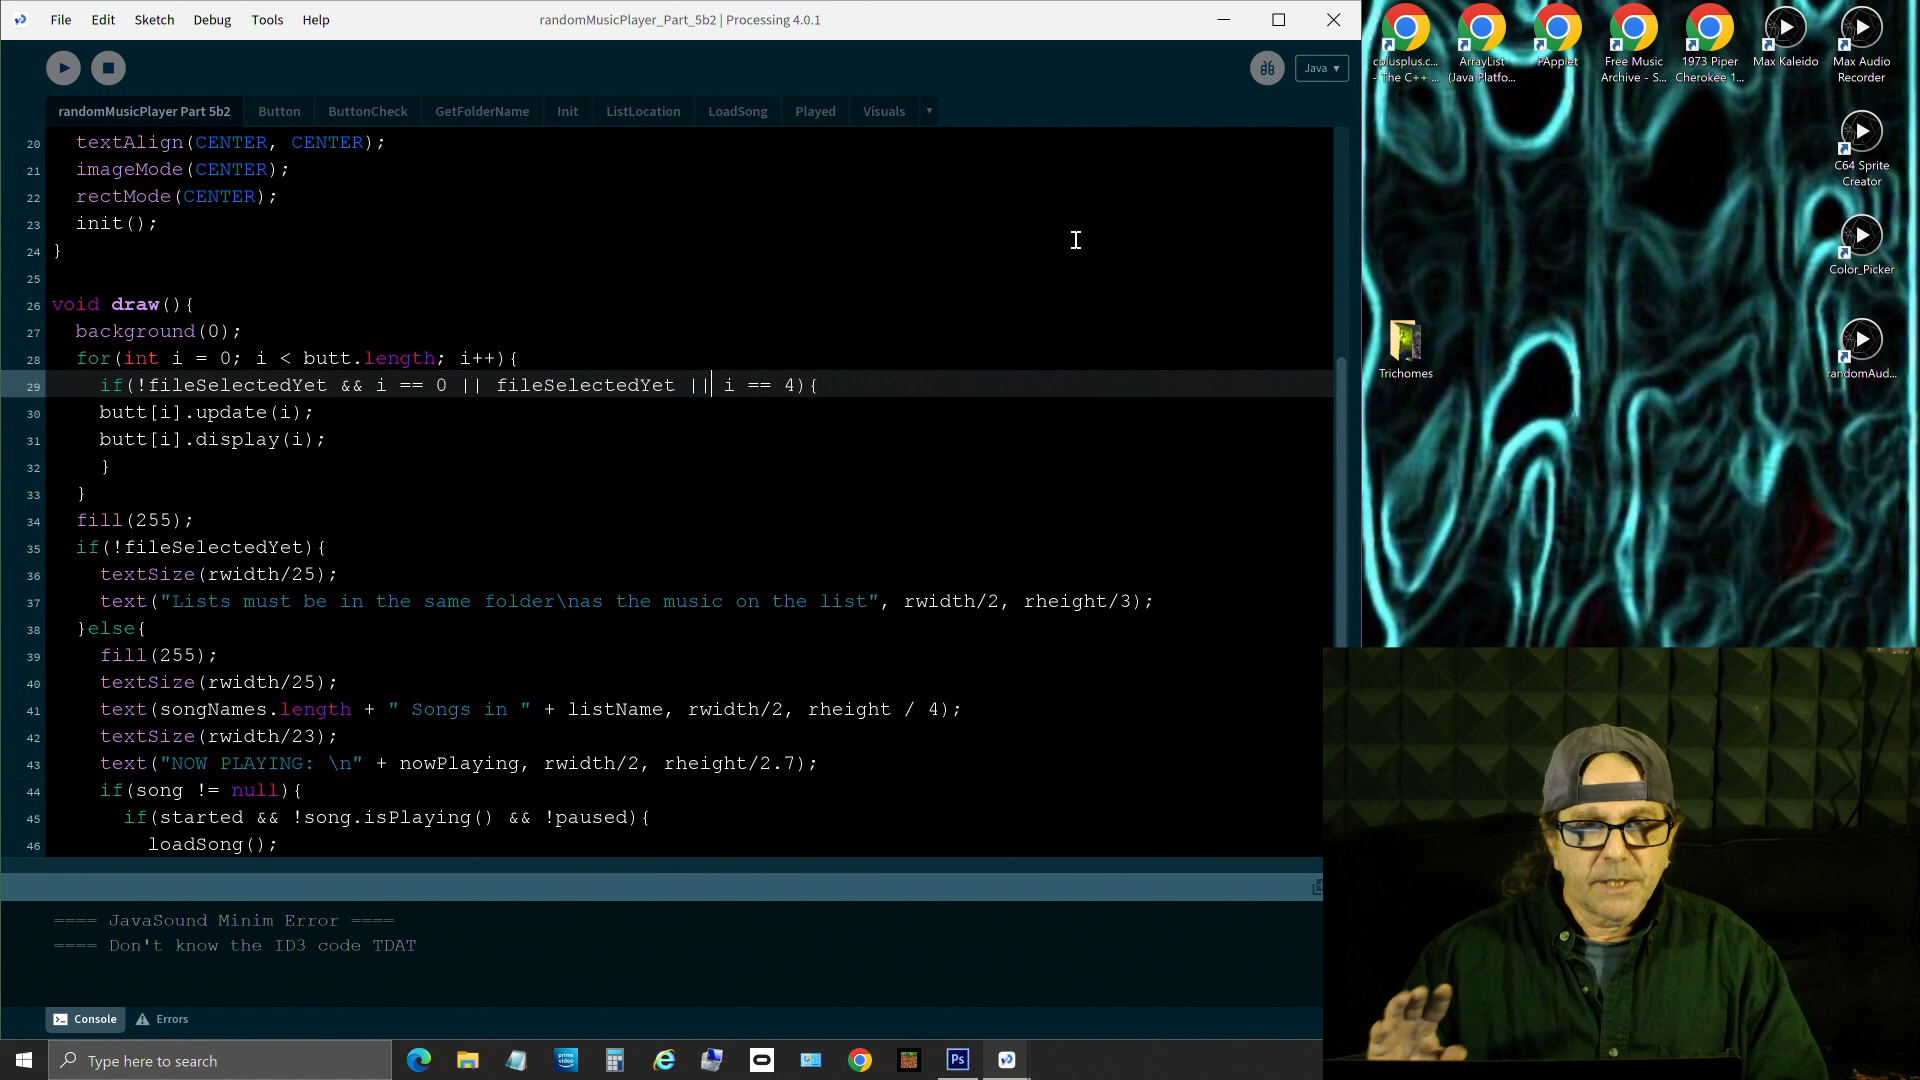 File Edit Sketch Debug Tools Help
randomMusicPlayer_Part_5b2 | Processing 4.0.1
Java ▾
randomMusicPlayer Part 5b2 Button ButtonCheck GetFolderName Init ListLocation LoadSong Played Visuals ▾
20 textAlign(CENTER, CENTER);
21 imageMode(CENTER);
22 rectMode(CENTER);
23 init();
24 }
25
26 void draw(){
27 background(0);
28 for(int i = 0; i < butt.length; i++){
29 if(!fileSelectedYet && i == 0 || fileSelectedYet || i == 4){
30 butt[i].update(i);
31 butt[i].display(i);
32 }
33 }
34 fill(255);
35 if(!fileSelectedYet){
36 textSize(rwidth/25);
37 text("Lists must be in the same folder\nas the music on the list", rwidth/2, rheight/3);
38 }else{
39 fill(255);
40 textSize(rwidth/25);
41 text(songNames.length + " Songs in " + listName, rwidth/2, rheight / 4);
42 textSize(rwidth/23);
43 text("NOW PLAYING: \n" + nowPlaying, rwidth/2, rheight/2.7);
44 if(song != null){
45 if(started && !song.isPlaying() && !paused){
46 loadSong();
==== JavaSound Minim Error ====
==== Don't know the ID3 code TDAT
Console Errors
Type here to search
Ps
cplusplus.c...
- The C++ ...
ArrayList
(Java Platfo...
PApplet
Free Music
Archive - S...
1973 Piper
Cherokee 1...
Max Kaleido
Max Audio
Recorder
C64 Sprite
Creator
Color_Picker
Trichomes
randomAud...